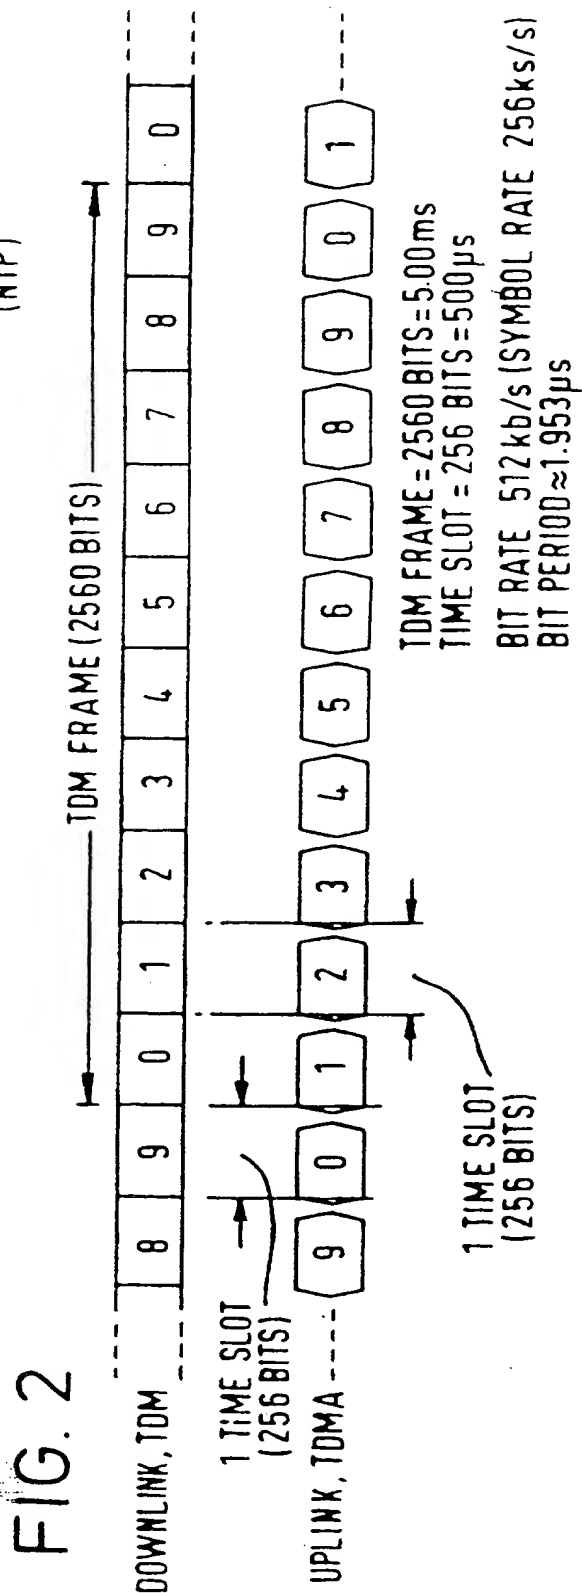 (NTP)
FIG. 2
TDM FRAME (2560 BITS)
DOWNLINK, TDM
8 9 0 1 2 3 4 5 6 7 8 9 0
1 TIME SLOT
(256 BITS)
UPLINK, TDMA
9 0 1 2 3 4 5 6 7 8 9 0 1
1 TIME SLOT
(256 BITS)
TDM FRAME = 2560 BITS = 5.00ms
TIME SLOT = 256 BITS = 500µs
BIT RATE 512kb/s (SYMBOL RATE 256ks/s)
BIT PERIOD ≈ 1.953µs